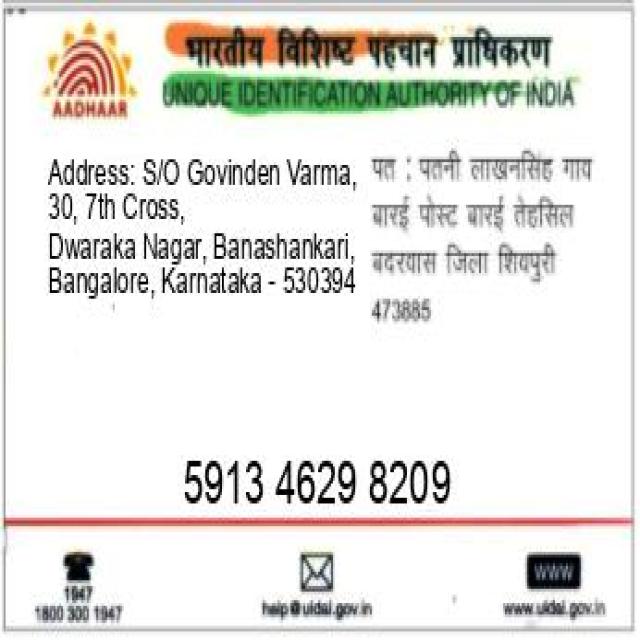 भारतीय विशिष्ट पहचान प्राधिकरण
AADHAAR
UNIQUE IDENTIFICATION AUTHORITY OF INDIA
Address: S/O Govinden Varma,
30, 7th Cross,
Dwaraka Nagar, Banashankari,
Bangalore, Karnataka - 530394
पत : पतनी लाखनसिंह गाव
बारई पोस्ट बारई तेहसिल
बदरवास जिला शिवपुरी
473885
5913 4629 8209
1947
1800 300 1947
help@uidai.gov.in
WWW
www.uidai.gov.in